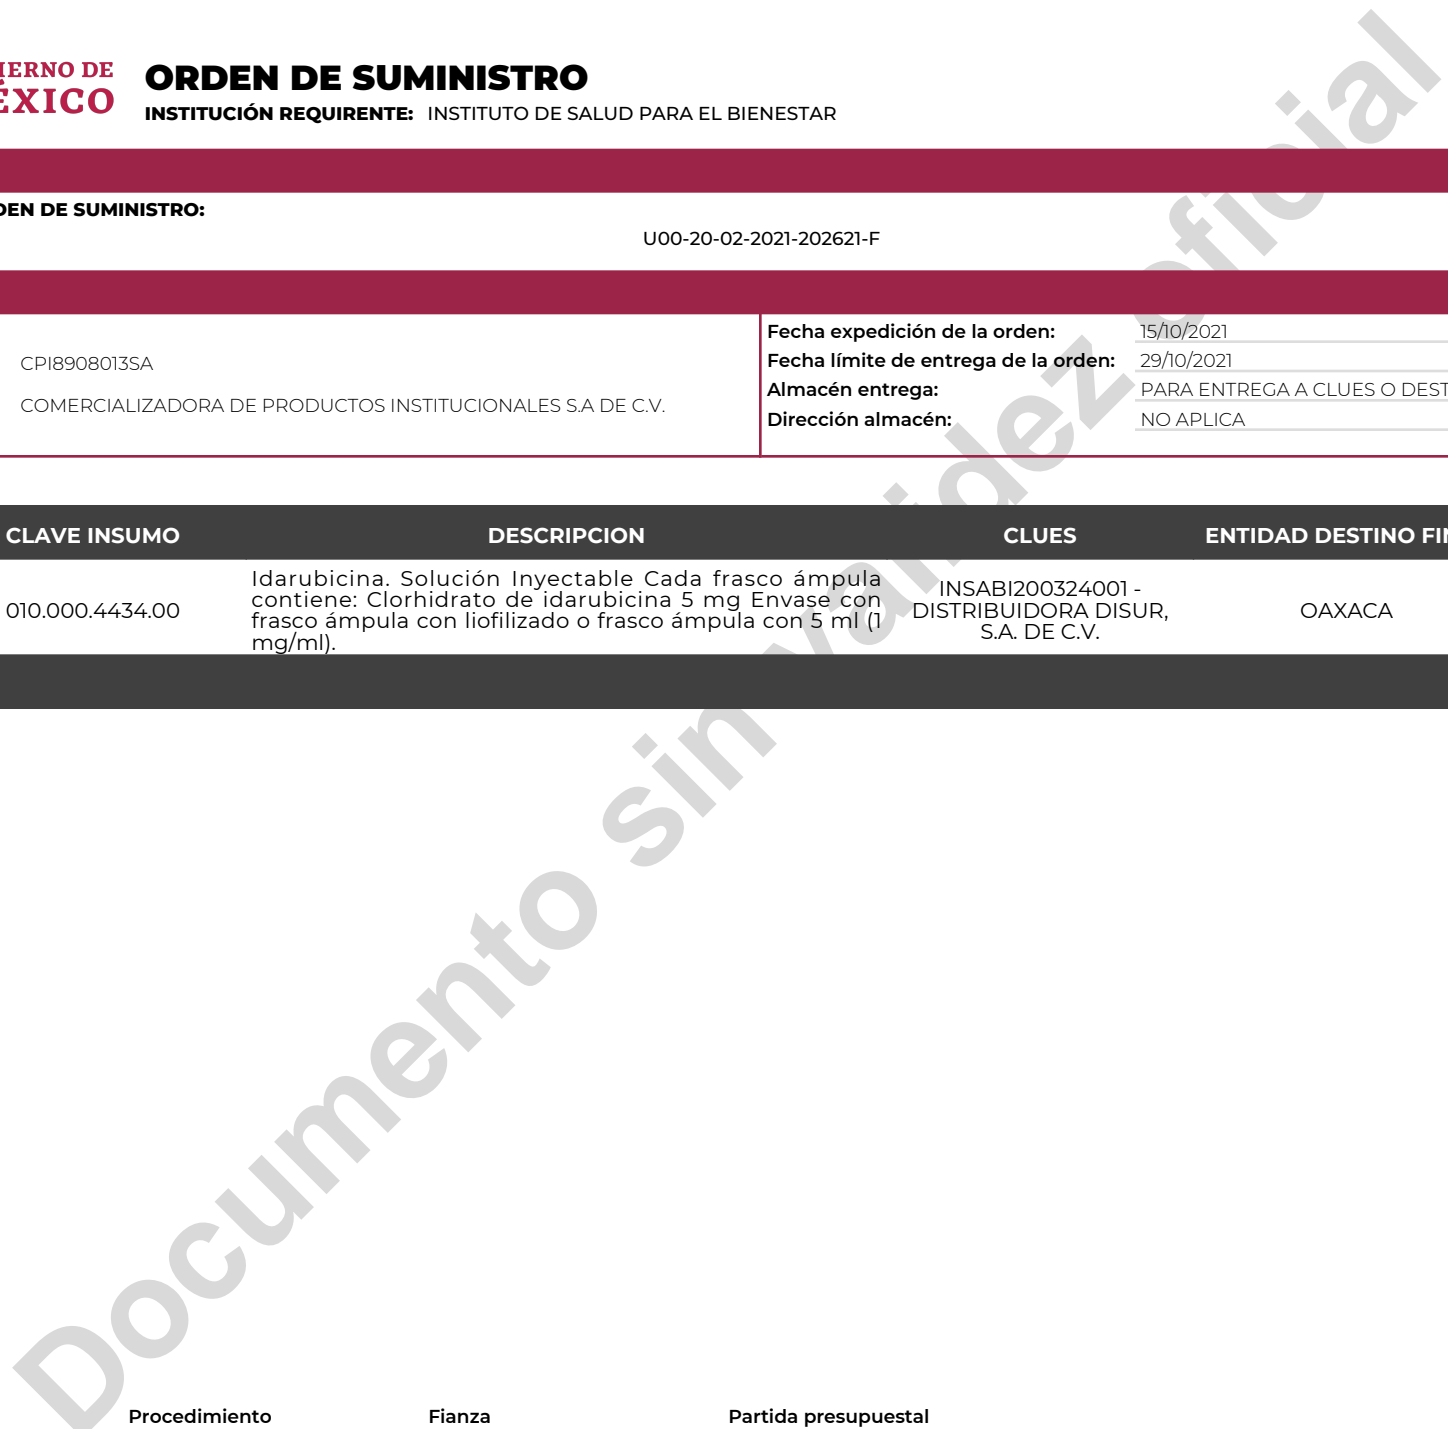 IERNO DE
ÉXICO
ORDEN DE SUMINISTRO
INSTITUCIÓN REQUIRENTE: INSTITUTO DE SALUD PARA EL BIENESTAR
DEN DE SUMINISTRO:
U00-20-02-2021-202621-F
CPI8908013SA
COMERCIALIZADORA DE PRODUCTOS INSTITUCIONALES S.A DE C.V.
Fecha expedición de la orden: 15/10/2021
Fecha límite de entrega de la orden: 29/10/2021
Almacén entrega: PARA ENTREGA A CLUES O DEST
Dirección almacén: NO APLICA
CLAVE INSUMO DESCRIPCION CLUES ENTIDAD DESTINO FIN
010.000.4434.00
Idarubicina. Solución Inyectable Cada frasco ámpula
contiene: Clorhidrato de idarubicina 5 mg Envase con
frasco ámpula con liofilizado o frasco ámpula con 5 ml (1
mg/ml).
INSABI200324001 -
DISTRIBUIDORA DISUR,
S.A. DE C.V.
OAXACA
Documento sin validez oficial
Procedimiento Fianza Partida presupuestal